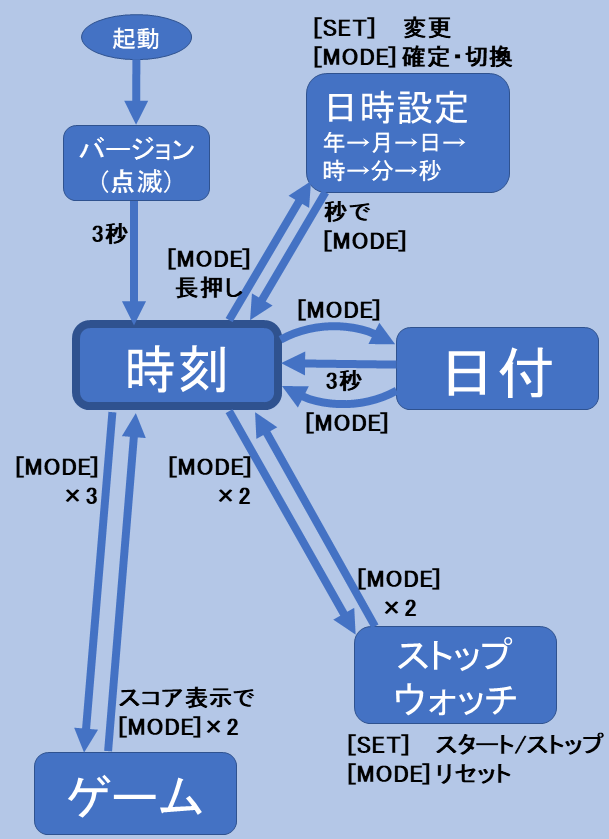 起動
[SET] 変更
[MODE]確定・切換
日時設定
年→月→日→
時→分→秒
バージョン
(点滅)
3秒
[MODE]
長押し
秒で
[MODE]
[MODE]
時刻
3秒
日付
[MODE]
[MODE]
×3
[MODE]
×2
[MODE]
×2
ストップ
ウォッチ
スコア表示で
[MODE]×2
[SET] スタート/ストップ
[MODE]リセット
ゲーム